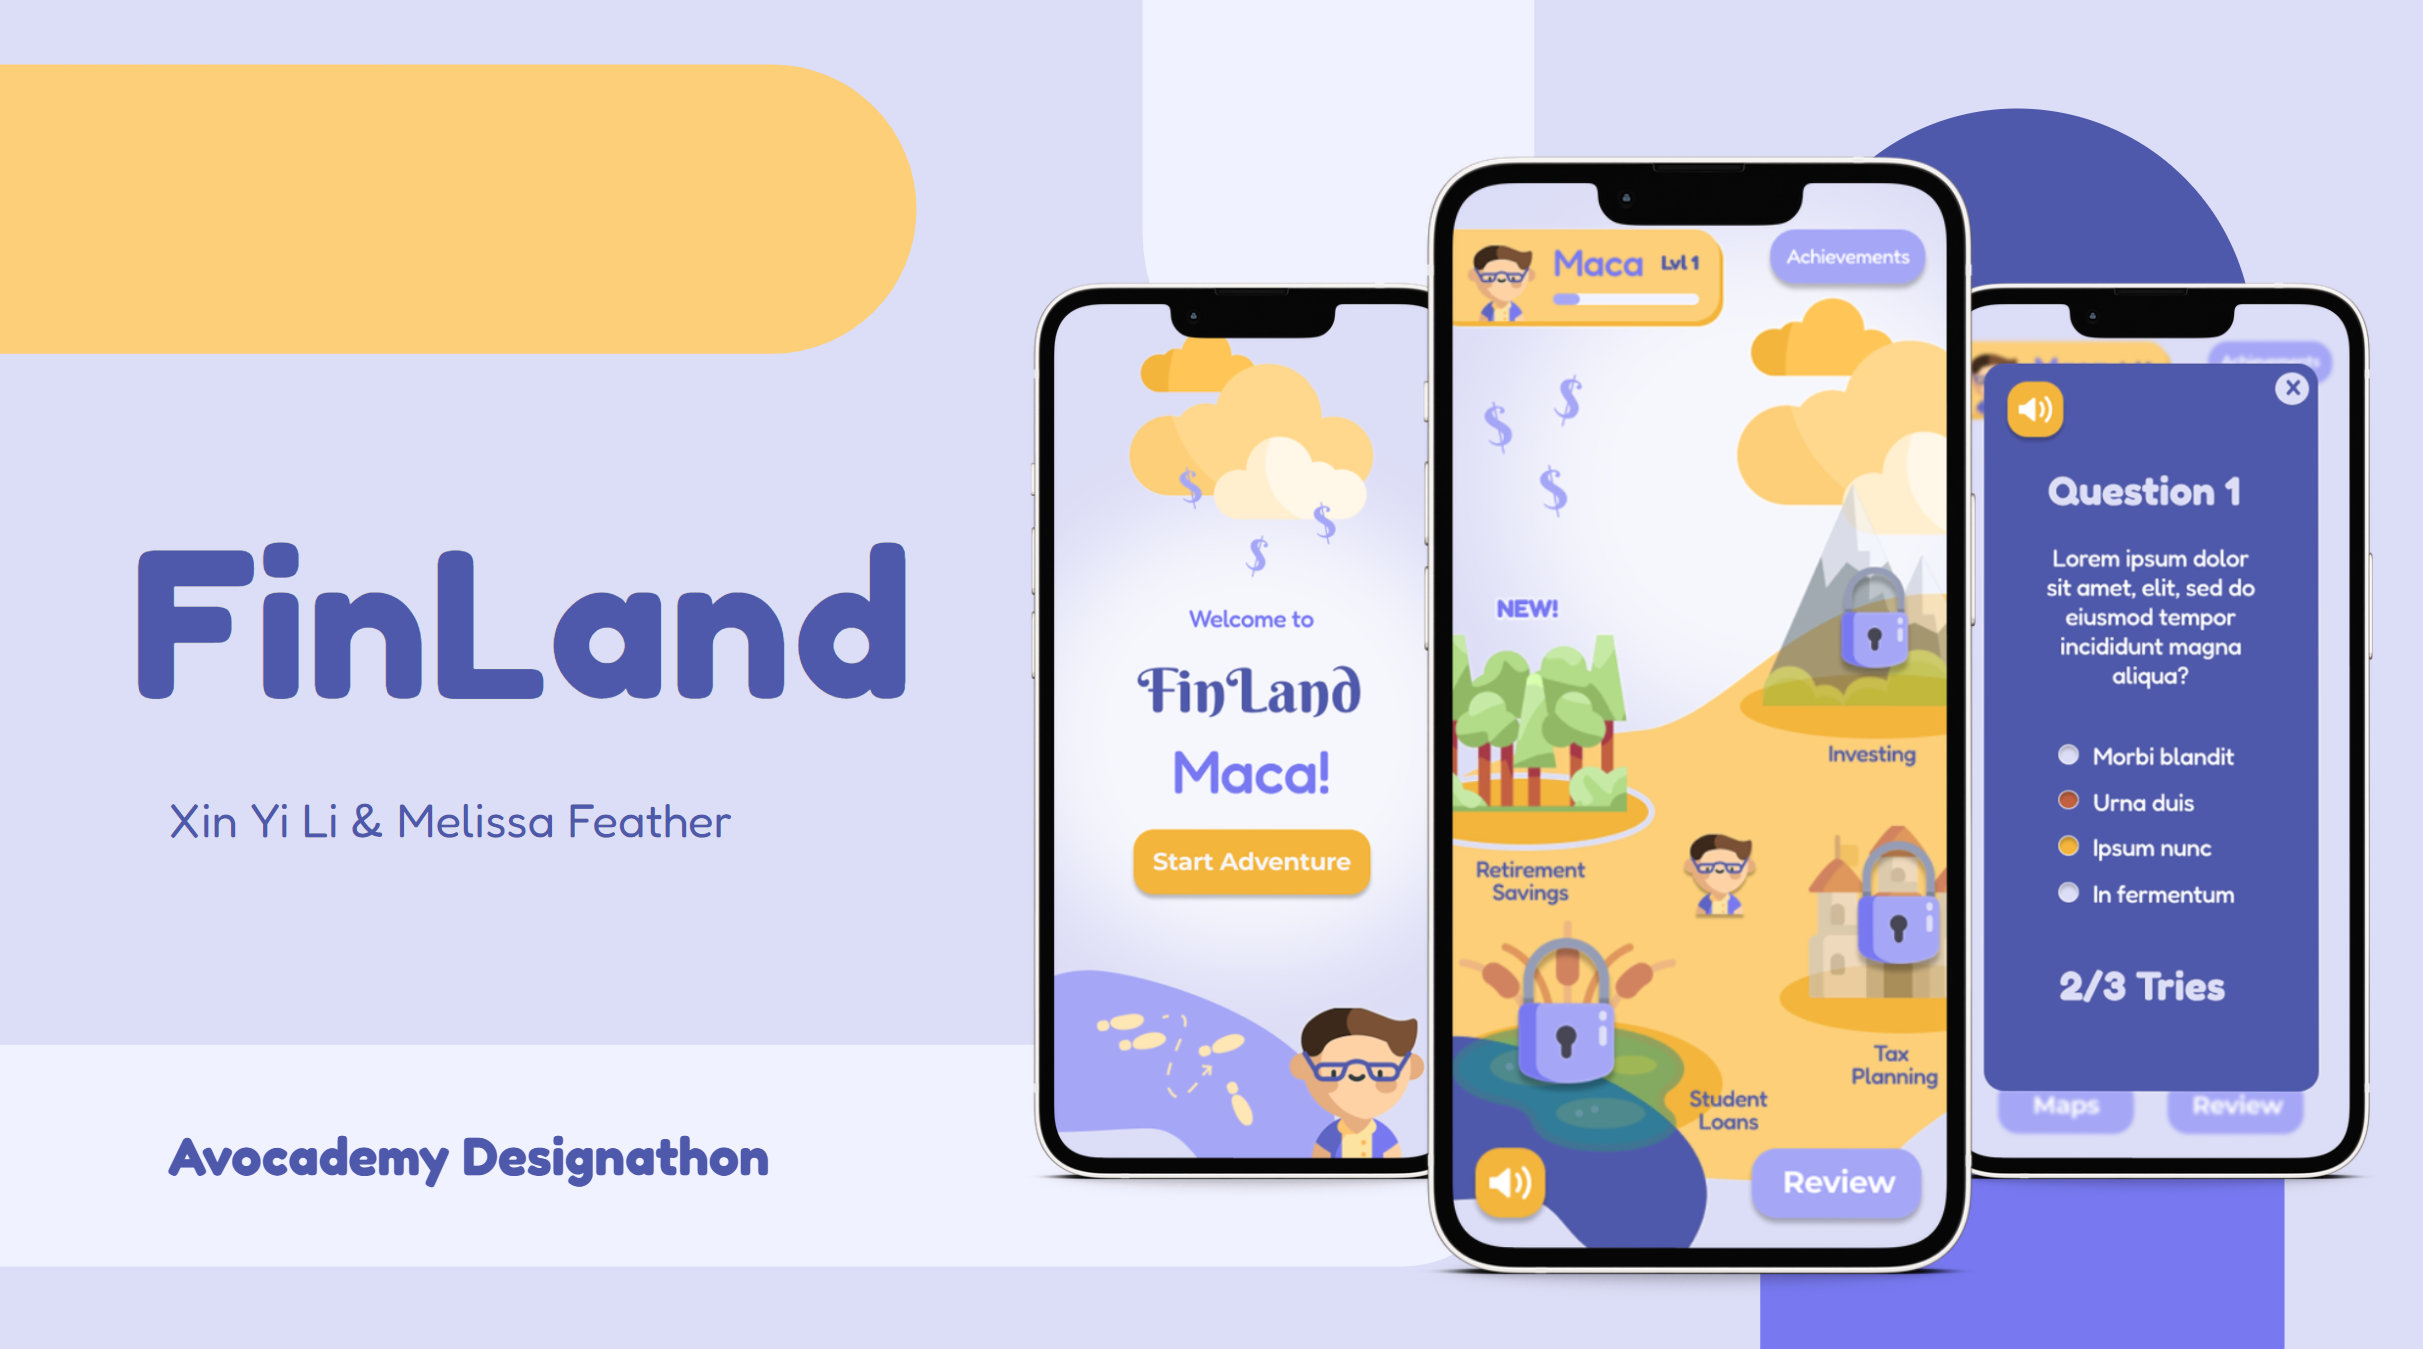 FinLand
Xin Yi Li & Melissa Feather
Avocademy Designathon
$
$
$
Welcome to
FinLand
Maca!
Start Adventure
Maca Lvl 1
Achievements
$
$
$
NEW!
Investing
Retirement
Savings
Tax
Planning
Student
Loans
Review
Achievements
Question 1
Lorem ipsum dolor
sit amet, elit, sed do
eiusmod tempor
incididunt magna
aliqua?
Morbi blandit
Urna duis
Ipsum nunc
In fermentum
2/3 Tries
Maps
Review